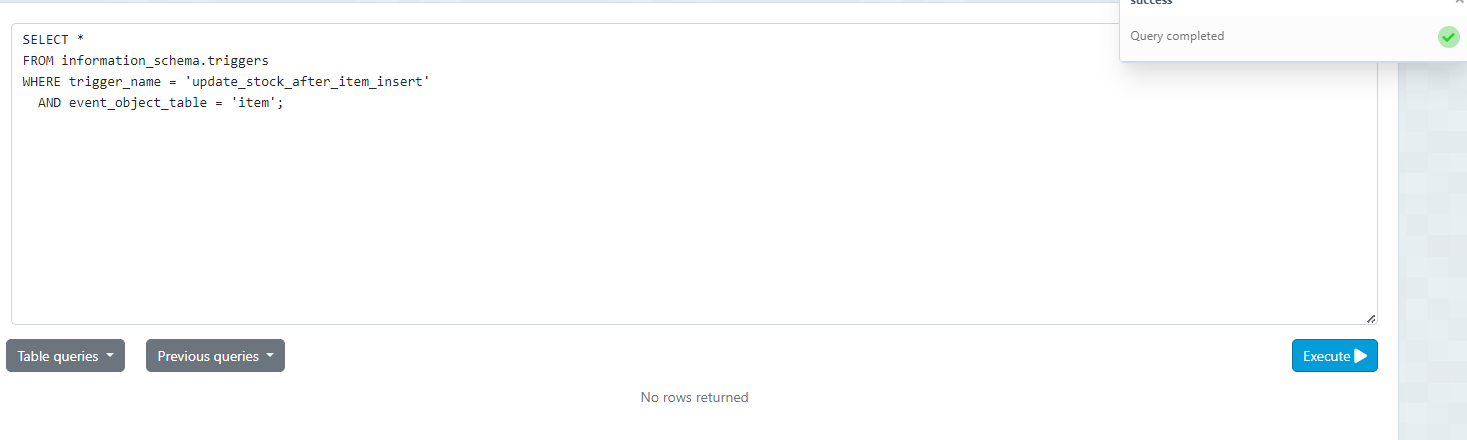 success
Query completed
SELECT *
FROM information_schema.triggers
WHERE trigger_name = 'update_stock_after_item_insert'
  AND event_object_table = 'item';
Table queries
Previous queries
Execute
No rows returned